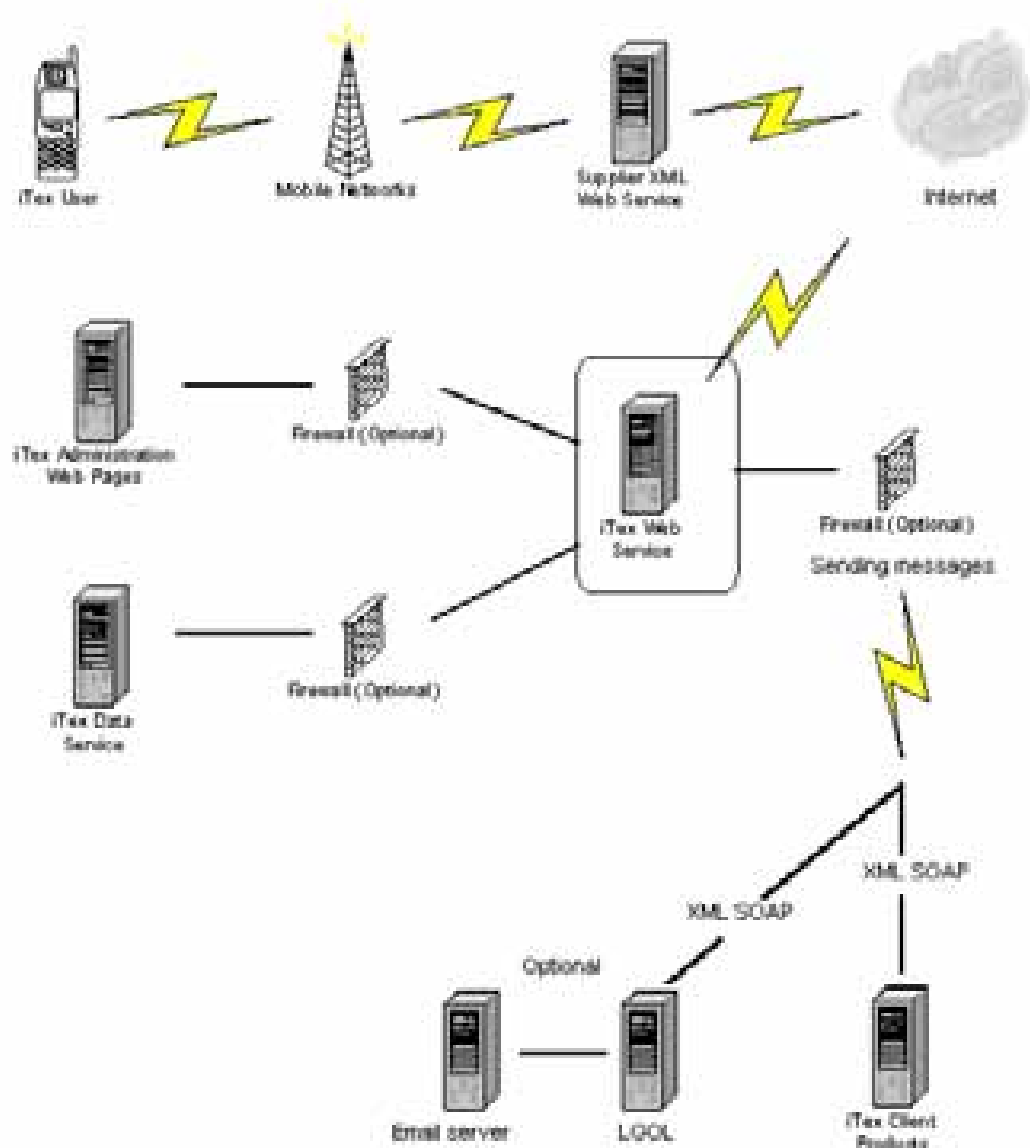 iTex User
Mobile Networks
Supplier XML
Web Service
Internet
iTex Administration
Web Pages
Firewall (Optional)
iTex Web
Service
Firewall (Optional)
Sending messages
iTex Data
Service
Firewall (Optional)
XML SOAP
XML SOAP
Optional
Email server
LGOL
iTex Client
Products